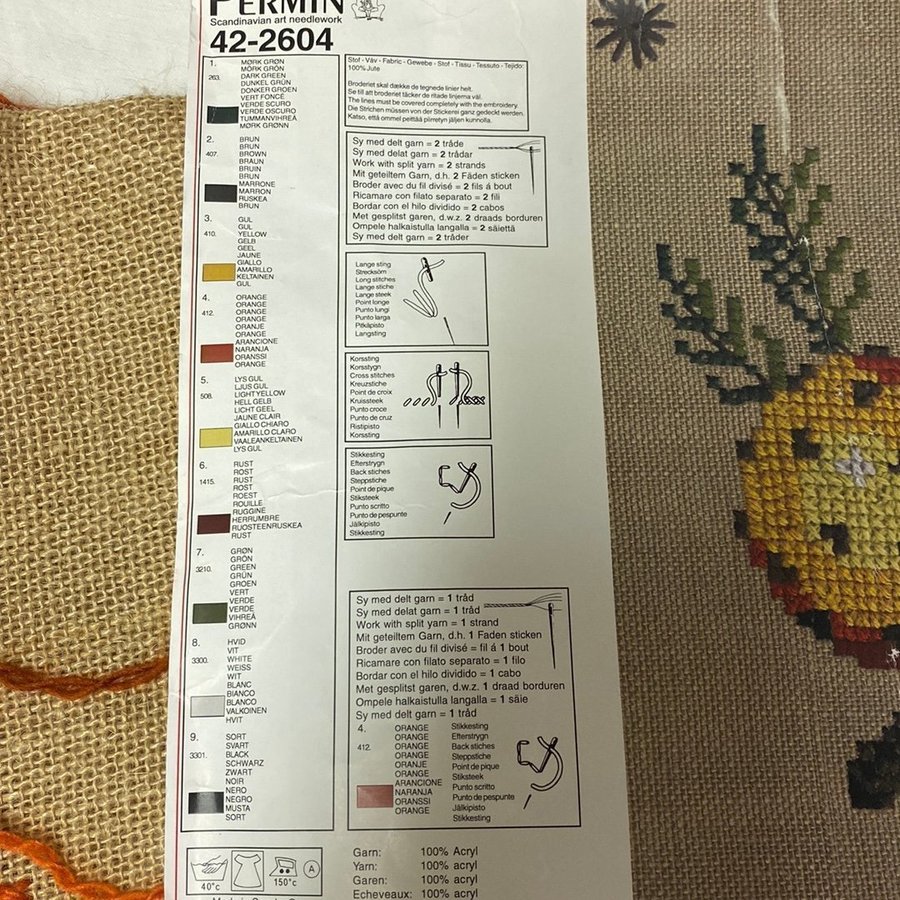 PERMIN
Scandinavian art needlework
42-2604
1.
263.
MØRK GRØN
MÖRK GRÖN
DARK GREEN
DUNKEL GRÜN
DONKER GROEN
VERT FONCÉ
VERDE SCURO
VERDE OSCURO
TUMMANVIHREA
MØRK GRØNN
2.
407.
BRUN
BRUN
BROWN
BRAUN
BRUIN
BRUN
MARRONE
MARRON
RUSKEA
BRUN
3.
410.
GUL
GUL
YELLOW
GELB
GEEL
JAUNE
GIALLO
AMARILLO
KELTAINEN
GUL
4.
412.
ORANGE
ORANGE
ORANGE
ORANGE
ORANJE
ORANGE
ARANCIONE
NARANJA
ORANSSI
ORANGE
5.
508.
LYS GUL
LJUS GUL
LIGHT YELLOW
HELL GELB
LICHT GEEL
JAUNE CLAIR
GIALLO CHIARO
AMARILLO CLARO
VAALEANKELTAINEN
LYS GUL
6.
1415.
RUST
ROST
RUST
ROST
ROEST
ROUILLE
RUGGINE
HERRUMBRE
RUOSTEENRUSKEA
RUST
7.
3210.
GRØN
GRÖN
GREEN
GRÜN
GROEN
VERT
VERDE
VERDE
VIHREÄ
GRØNN
8.
3300.
HVID
VIT
WHITE
WEISS
WIT
BLANC
BIANCO
BLANCO
VALKOINEN
HVIT
9.
3301.
SORT
SVART
BLACK
SCHWARZ
ZWART
NOIR
NERO
NEGRO
MUSTA
SORT
Stof - Väv - Fabric - Gewebe - Stof - Tissu - Tessuto - Tejido:
100% Jute
Broderiet skal dække de tegnede linier helt.
Se till att broderiet täcker de ritade linjerna väl.
The lines must be covered completely with the embroidery.
Die Strichen müssen von der Stickerei ganz gedeckt werden.
Katso, että ommel peittää piirretyn jäljen kunnolla.
Sy med delt garn = 2 tråde
Sy med delat garn = 2 trådar
Work with split yarn = 2 strands
Mit geteiltem Garn, d.h. 2 Fäden sticken
Broder avec du fil divisé = 2 fils á bout
Ricamare con filato separato = 2 fili
Bordar con el hilo dividido = 2 cabos
Met gesplitst garen, d.w.z. 2 draads borduren
Ompele halkaistulla langalla = 2 säiettä
Sy med delt garn = 2 tråder
Lange sting
Strecksöm
Long stitches
Lange stiche
Lange steek
Point longe
Punto lungi
Punto larga
Pitkäpisto
Langsting
Korssting
Korsstygn
Cross stitches
Kreuzstiche
Point de croix
Kruissteek
Punto croce
Punto de cruz
Ristipisto
Korssting
Stikkesting
Efterstrygn
Back stiches
Steppstiche
Point de pique
Stiksteek
Punto scritto
Punto de pespunte
Jälkipisto
Stikkesting
Sy med delt garn = 1 tråd
Sy med delat garn = 1 tråd
Work with split yarn = 1 strand
Mit geteiltem Garn, d.h. 1 Faden sticken
Broder avec du fil divisé = fil á 1 bout
Ricamare con filato separato = 1 filo
Bordar con el hilo dividido = 1 cabo
Met gesplitst garen, d.w.z. 1 draad borduren
Ompele halkaistulla langalla = 1 säie
Sy med delt garn = 1 tråd
4.
412.
ORANGE
ORANGE
ORANGE
ORANGE
ORANJE
ORANGE
ARANCIONE
NARANJA
ORANSSI
ORANGE
Stikkesting
Efterstrygn
Back stiches
Steppstiche
Point de pique
Stiksteek
Punto scritto
Punto de pespunte
Jälkipisto
Stikkesting
40°c
150°c
A
Garn: 100% Acryl
Yarn: 100% acryl
Garen: 100% acryl
Echeveaux: 100% acryl